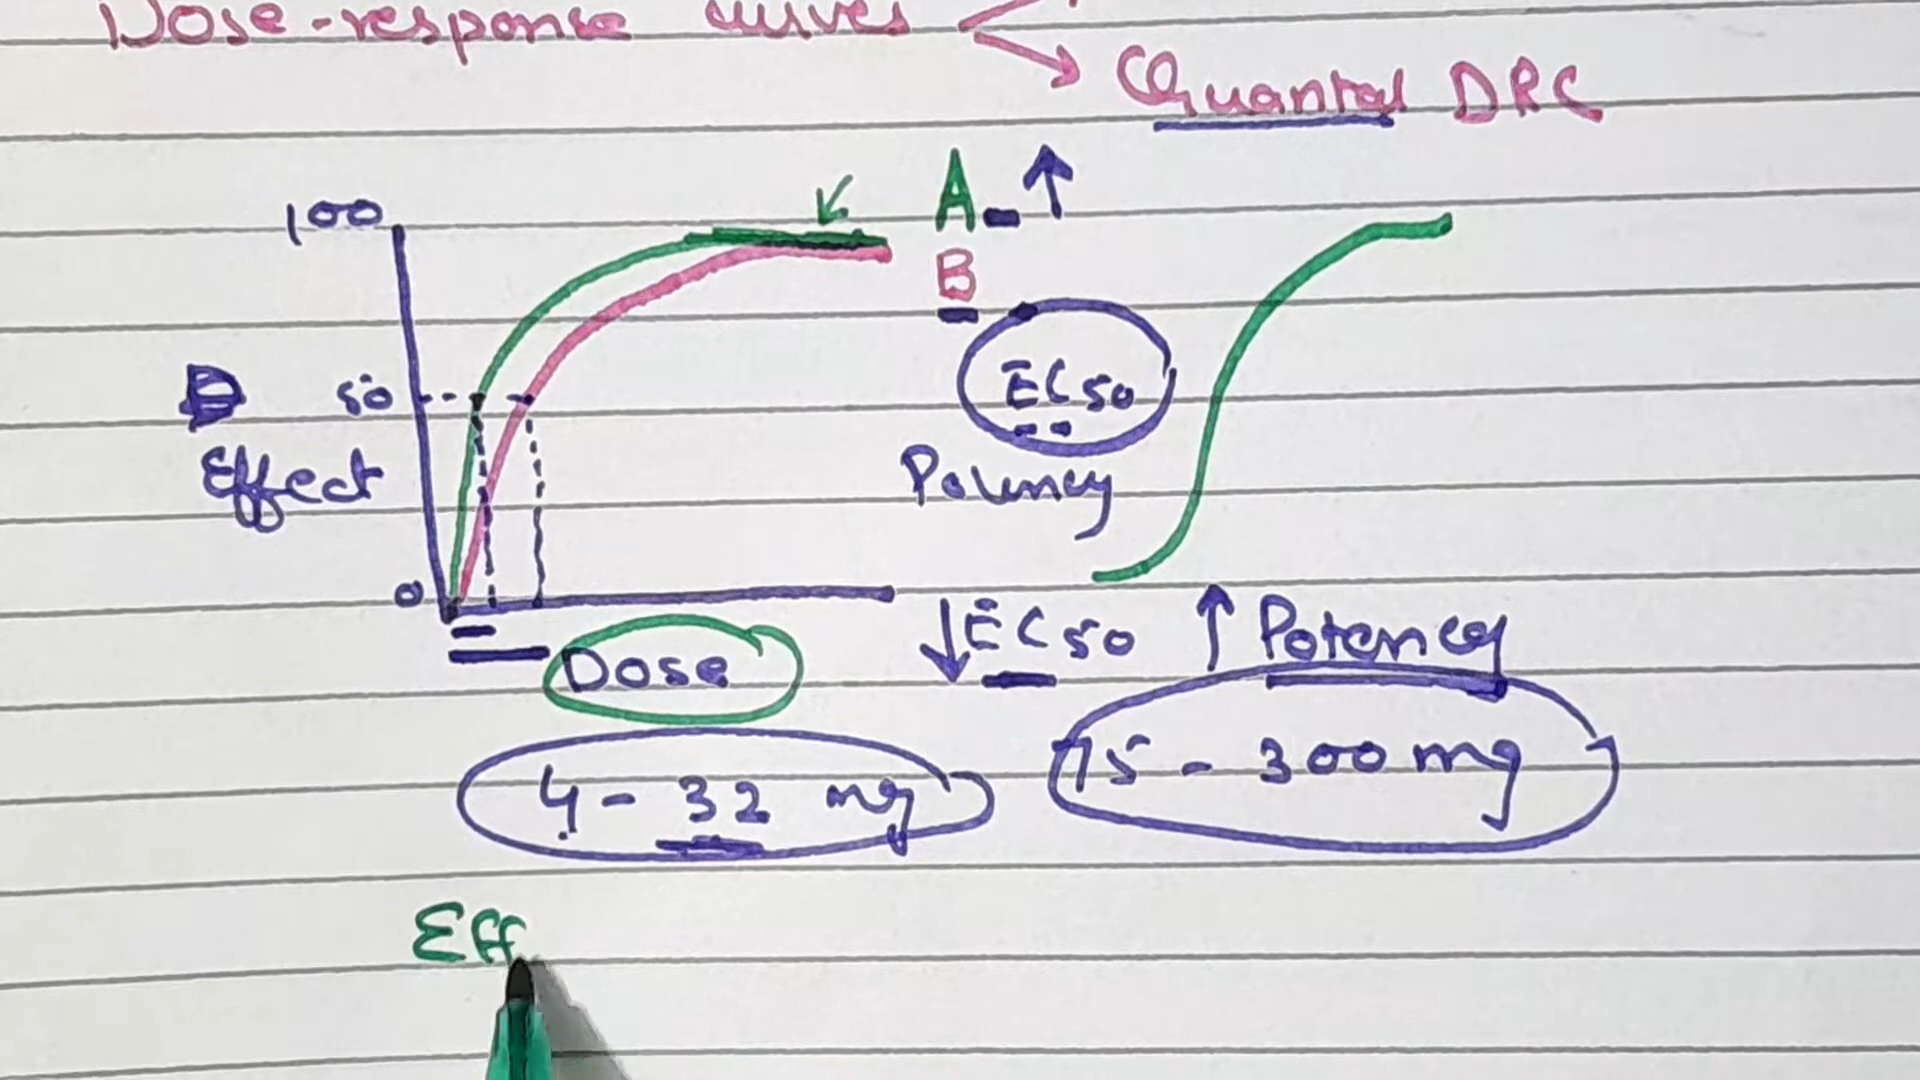 Dose-response curves
Quantal DRC
100
A
B
50
EC50
Effect
Potency
0
Dose
↓ EC50 ↑ Potency
4 - 32 mg
75 - 300 mg
Eff